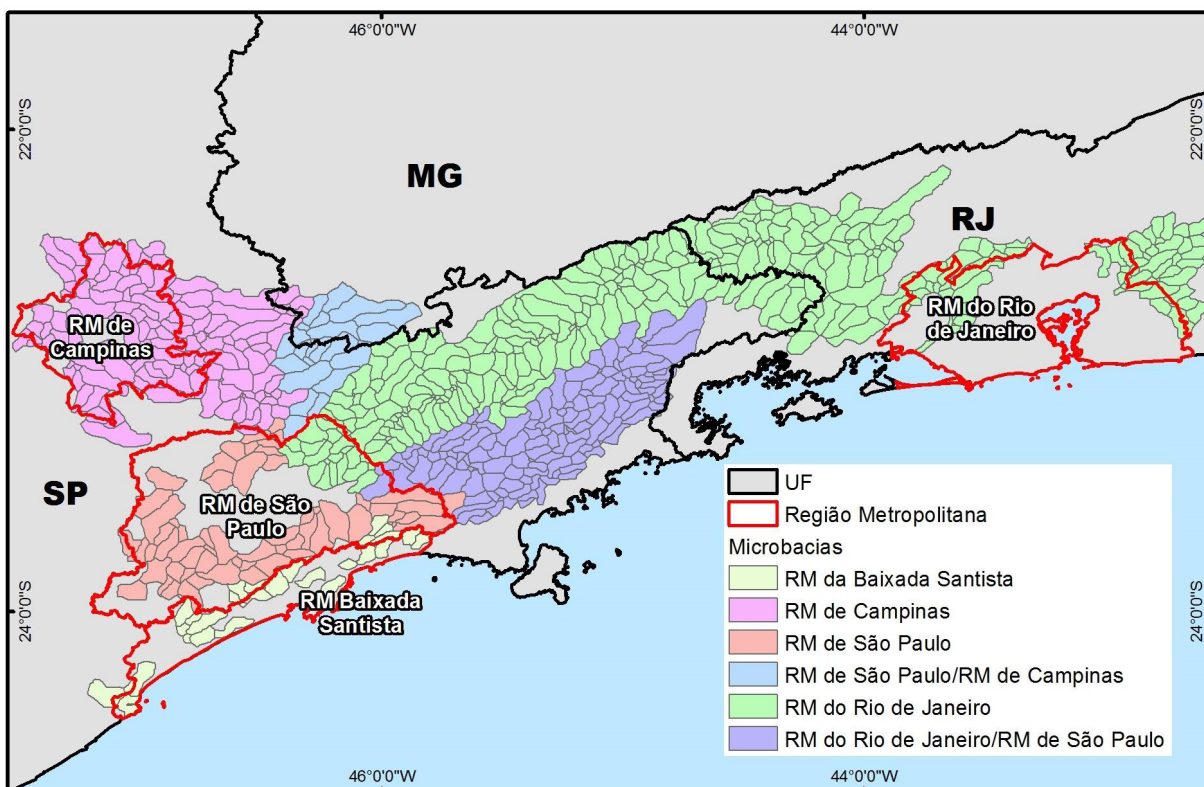 46°0'0"W
44°0'0"W
22°0'0"S
22°0'0"S
MG
RJ
RM de
Campinas
RM do Rio
de Janeiro
SP
RM de São
Paulo
RM Baixada
Santista
24°0'0"S
24°0'0"S
UF
Região Metropolitana
Microbacias
RM da Baixada Santista
RM de Campinas
RM de São Paulo
RM de São Paulo/RM de Campinas
RM do Rio de Janeiro
RM do Rio de Janeiro/RM de São Paulo
46°0'0"W
44°0'0"W